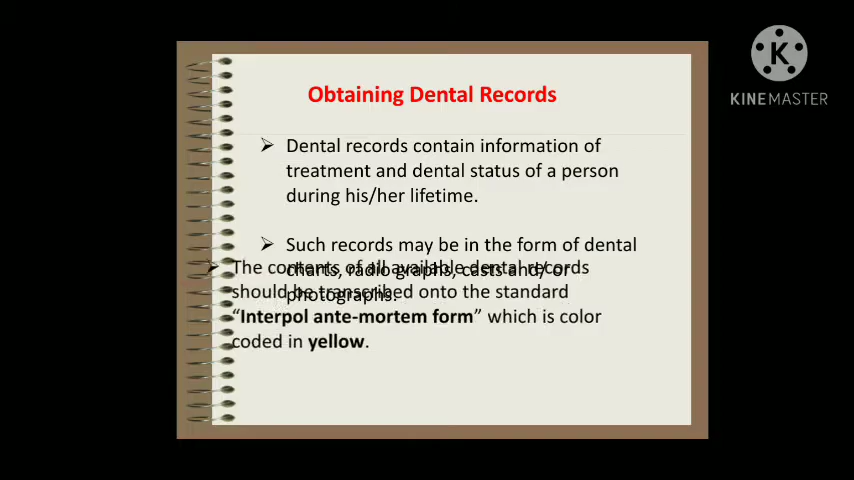 Obtaining Dental Records
➢ Dental records contain information of
treatment and dental status of a person
during his/her lifetime.
➢ Such records may be in the form of dental
charts, radiographs, casts and/ or
photographs.
➢ The contents of all available dental records
should be transcribed onto the standard
“Interpol ante-mortem form” which is color
coded in yellow.
K
KINEMASTER